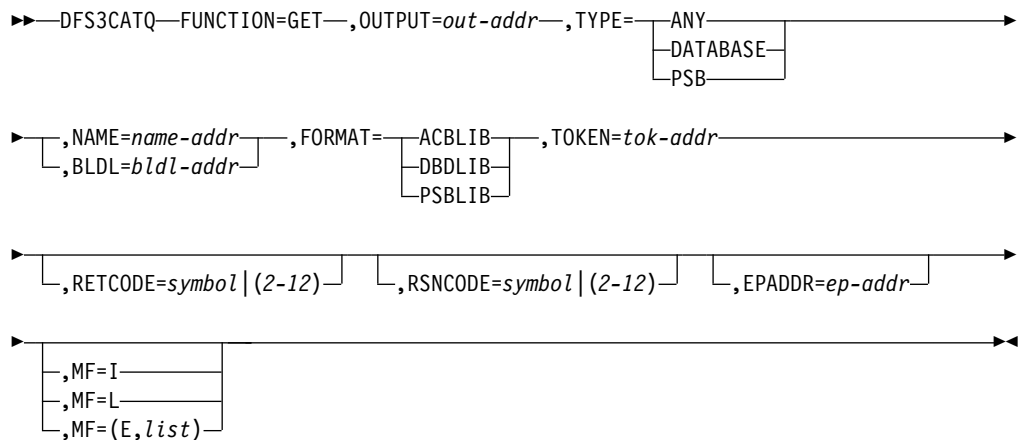 DFS3CATQ FUNCTION=GET ,OUTPUT=out-addr ,TYPE= ANY
DATABASE
PSB
,NAME=name-addr ,FORMAT= ACBLIB ,TOKEN=tok-addr
,BLDL=bldl-addr DBDLIB
PSBLIB
,RETCODE=symbol|(2-12) ,RSNCODE=symbol|(2-12) ,EPADDR=ep-addr
,MF=I
,MF=L
,MF=(E,list)